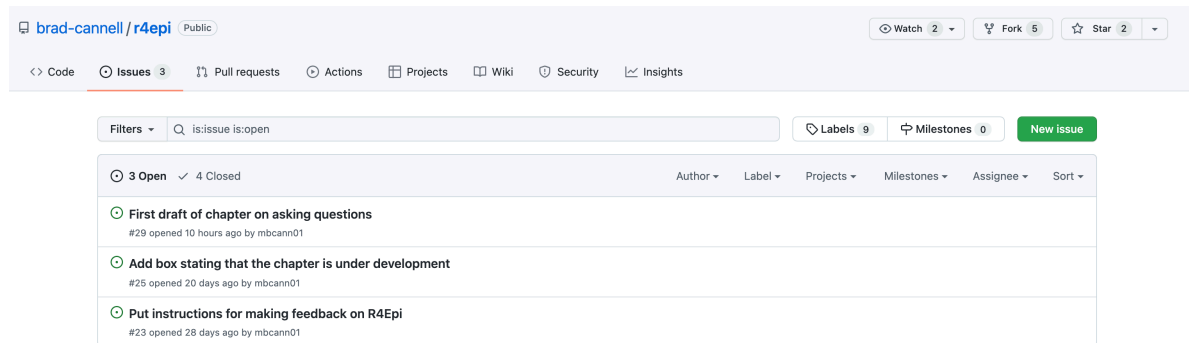 brad-cannell / r4epi Public Watch 2 Fork 5 Star 2
Code Issues 3 Pull requests Actions Projects Wiki Security Insights
Filters is:issue is:open Labels 9 Milestones 0 New issue
3 Open 4 Closed Author Label Projects Milestones Assignee Sort
First draft of chapter on asking questions
#29 opened 10 hours ago by mbcann01
Add box stating that the chapter is under development
#25 opened 20 days ago by mbcann01
Put instructions for making feedback on R4Epi
#23 opened 28 days ago by mbcann01